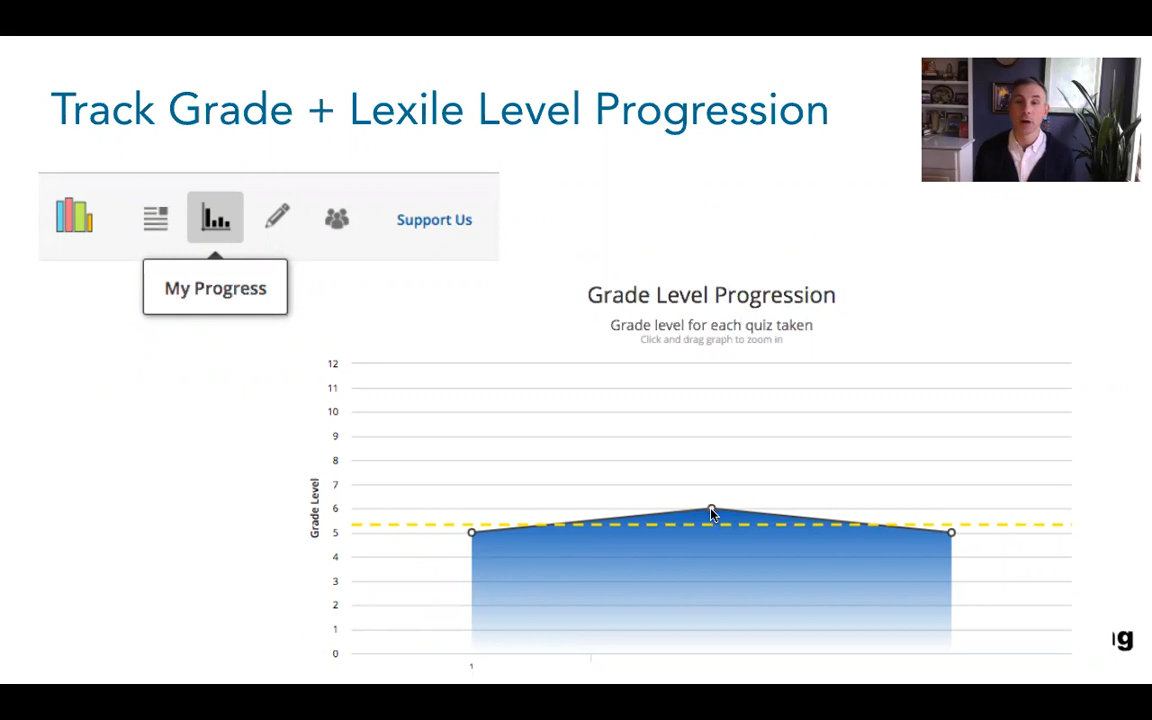 Track Grade + Lexile Level Progression
Support Us
My Progress
Grade Level Progression
Grade level for each quiz taken
Click and drag graph to zoom in
12
11
10
9
8
7
6
5
4
3
2
1
0
Grade Level
1
g